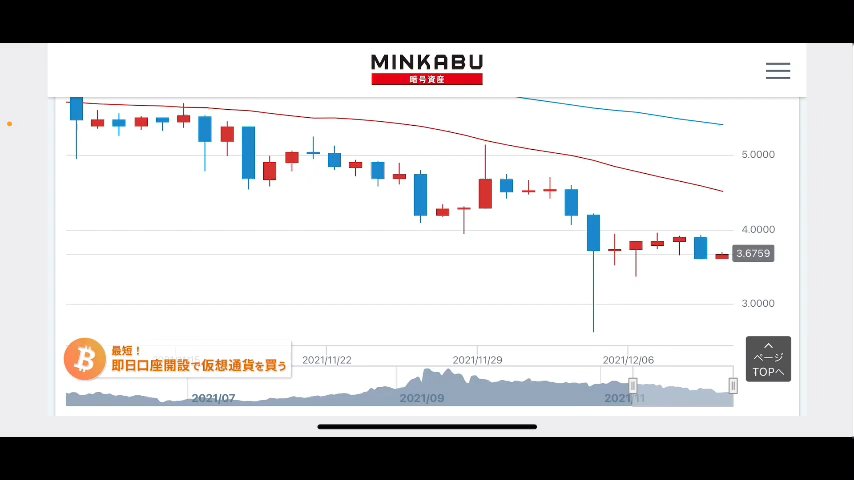 MINKABU
暗号資産
5.0000
4.0000
3.6759
3.0000
最短！
即日口座開設で仮想通貨を買う
2021/11/22
2021/11/29
2021/12/06
ページ
TOPへ
2021/07
2021/09
2021/11